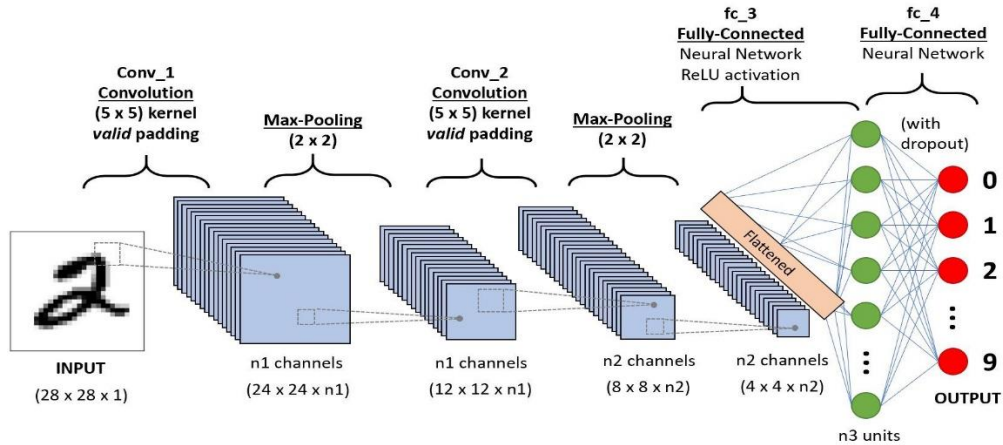 fc_3
Fully-Connected
Neural Network
ReLU activation
fc_4
Fully-Connected
Neural Network
Conv_1
Convolution
(5 x 5) kernel
valid padding
Max-Pooling
(2 x 2)
Conv_2
Convolution
(5 x 5) kernel
valid padding
Max-Pooling
(2 x 2)
(with
dropout)
Flattened
0
1
2
...
9
...
2
INPUT
(28 x 28 x 1)
n1 channels
(24 x 24 x n1)
n1 channels
(12 x 12 x n1)
n2 channels
(8 x 8 x n2)
n2 channels
(4 x 4 x n2)
n3 units
OUTPUT